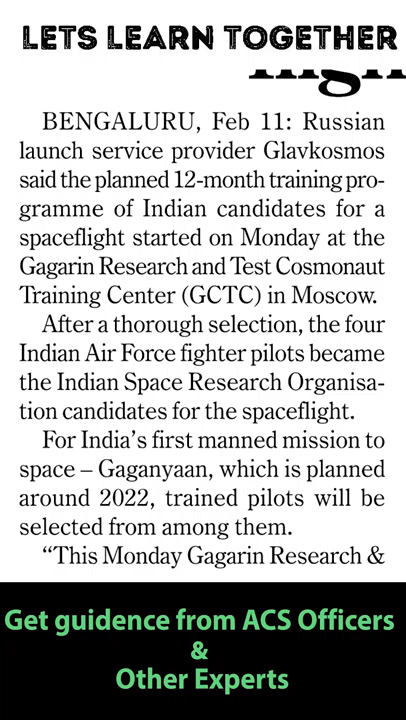 LETS LEARN TOGETHER
BENGALURU, Feb 11: Russian
launch service provider Glavkosmos
said the planned 12-month training pro-
gramme of Indian candidates for a
spaceflight started on Monday at the
Gagarin Research and Test Cosmonaut
Training Center (GCTC) in Moscow.
After a thorough selection, the four
Indian Air Force fighter pilots became
the Indian Space Research Organisa-
tion candidates for the spaceflight.
For India’s first manned mission to
space – Gaganyaan, which is planned
around 2022, trained pilots will be
selected from among them.
“This Monday Gagarin Research &
Get guidence from ACS Officers
&
Other Experts